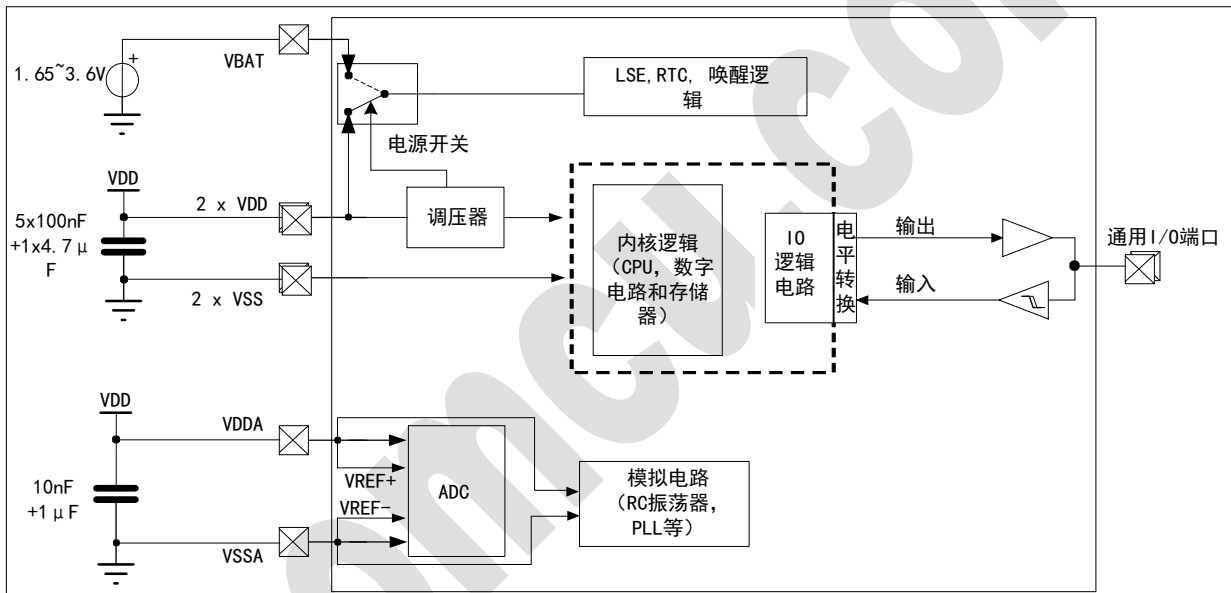 VBAT
1.65~3.6V
+
LSE,RTC, 唤醒逻
辑
电源开关
VDD
5x100nF
+1x4.7μ
F
2 x VDD
2 x VSS
调压器
内核逻辑
(CPU, 数字
电路和存储
器)
IO
逻辑
电路
电平转换
输出
输入
通用I/O端口
VDD
10nF
+1μF
VDDA
VSSA
VREF+
VREF-
ADC
模拟电路
(RC振荡器,
PLL等)
omcu.com